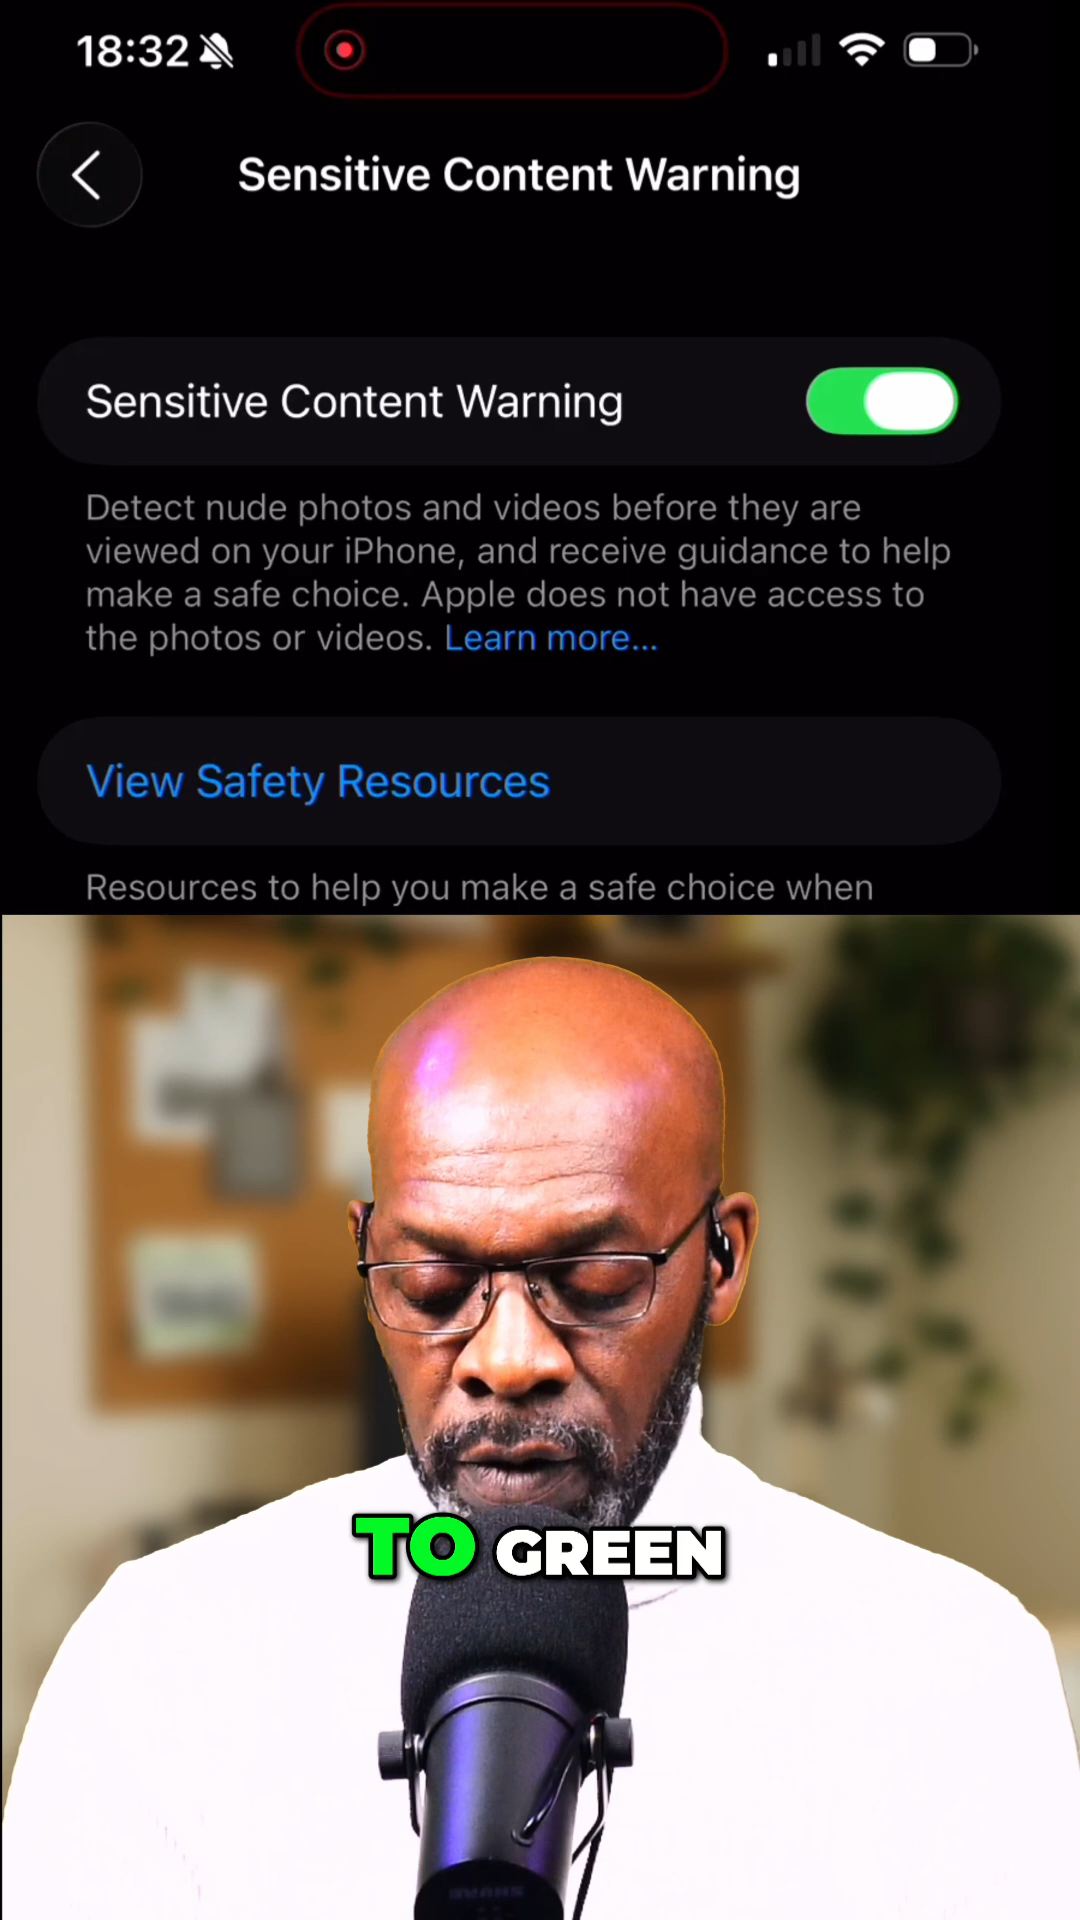 18:32
Sensitive Content Warning
Sensitive Content Warning
Detect nude photos and videos before they are
viewed on your iPhone, and receive guidance to help
make a safe choice. Apple does not have access to
the photos or videos. Learn more...
View Safety Resources
Resources to help you make a safe choice when
TO GREEN